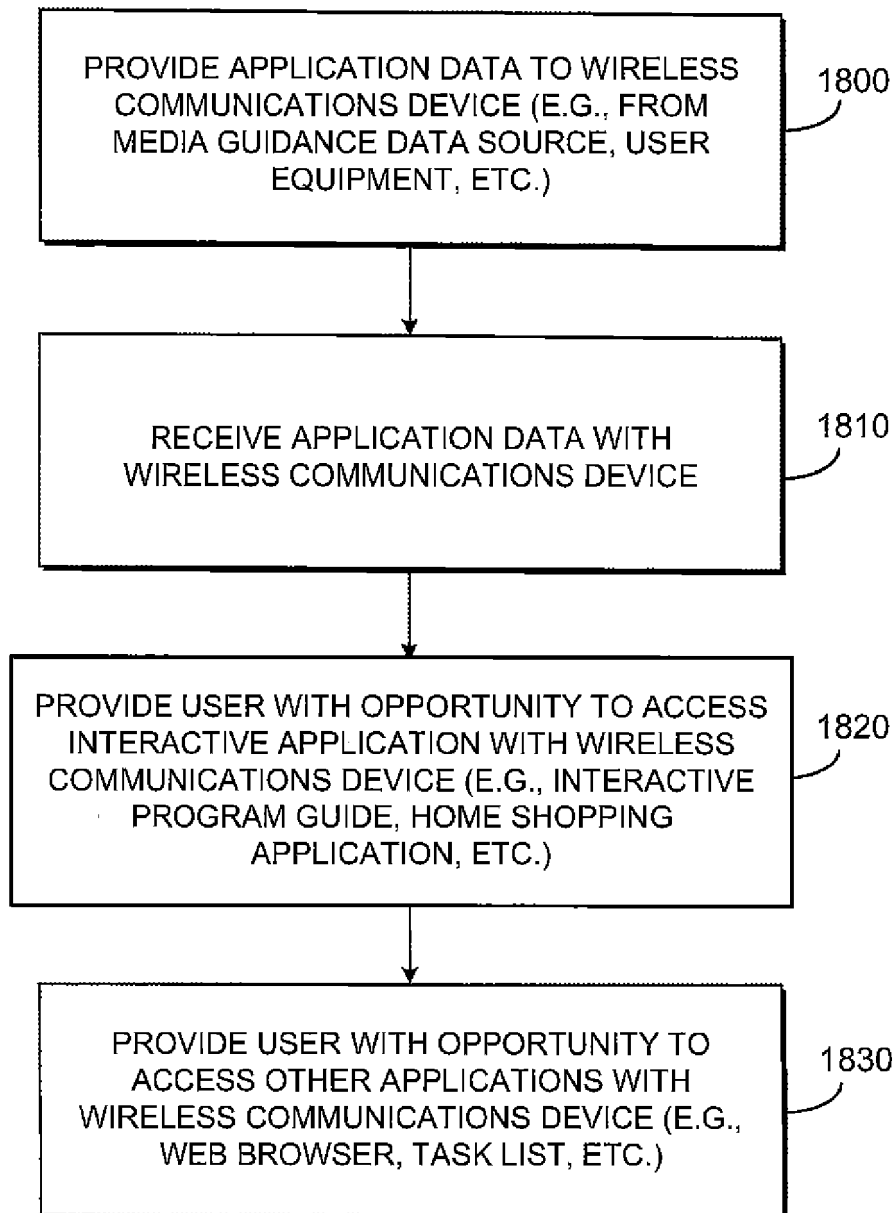 PROVIDE APPLICATION DATA TO WIRELESS
COMMUNICATIONS DEVICE (E.G., FROM
MEDIA GUIDANCE DATA SOURCE, USER
EQUIPMENT, ETC.)
1800
RECEIVE APPLICATION DATA WITH
WIRELESS COMMUNICATIONS DEVICE
1810
PROVIDE USER WITH OPPORTUNITY TO ACCESS
INTERACTIVE APPLICATION WITH WIRELESS
COMMUNICATIONS DEVICE (E.G., INTERACTIVE
PROGRAM GUIDE, HOME SHOPPING
APPLICATION, ETC.)
1820
PROVIDE USER WITH OPPORTUNITY TO
ACCESS OTHER APPLICATIONS WITH
WIRELESS COMMUNICATIONS DEVICE (E.G.,
WEB BROWSER, TASK LIST, ETC.)
1830